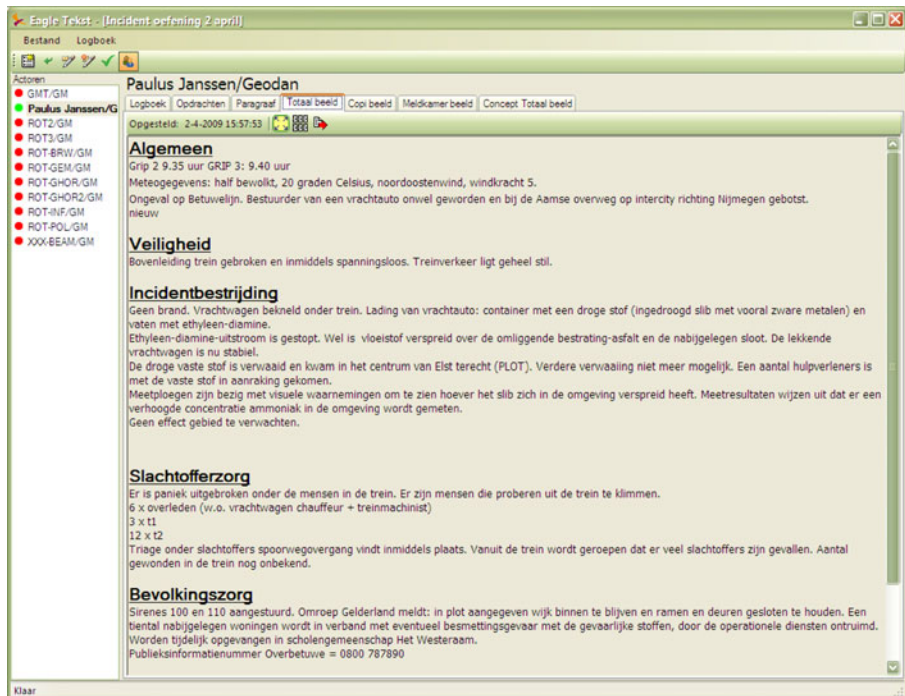 Eagle Tekst - (Incident oefening 2 april)
Bestand Logboek
Actoren
GMT/GM
Paulus Janssen/G
ROT2/GM
ROT3/GM
ROT-BRW/GM
ROT-GEM/GM
ROT-GHOR/GM
ROT-GHOR2/GM
ROT-INF/GM
ROT-POL/GM
XXX-BEAM/GM
Paulus Janssen/Geodan
Logboek Opdrachten Paragraaf Totaal beeld Copi beeld Meldkamer beeld Concept Totaal beeld
Opgesteld: 2-4-2009 15:57:53
Algemeen
Grip 2 9.35 uur GRIP 3: 9.40 uur
Meteogegevens: half bewolkt, 20 graden Celsius, noordoostenwind, windkracht 5.
Ongeval op Betuwelijn. Bestuurder van een vrachtauto onwel geworden en bij de Aamse overweg op intercity richting Nijmegen gebotst.
nieuw
Veiligheid
Bovenleiding trein gebroken en inmiddels spanningsloos. Treinverkeer ligt geheel stil.
Incidentbestrijding
Geen brand. Vrachtwagen bekneld onder trein. Lading van vrachtauto: container met een droge stof (ingedroogd slib met vooral zware metalen) en
vaten met ethyleen-diamine.
Ethyleen-diamine-uitstroom is gestopt. Wel is vloeistof verspreid over de omliggende bestrating-asfalt en de nabijgelegen sloot. De lekkende
vrachtwagen is nu stabiel.
De droge vaste stof is verwaaid en kwam in het centrum van Elst terecht (PLOT). Verdere verwaaiing niet meer mogelijk. Een aantal hulpverleners is
met de vaste stof in aanraking gekomen.
Meetploegen zijn bezig met visuele waarnemingen om te zien hoever het slib zich in de omgeving verspreid heeft. Meetresultaten wijzen uit dat er een
verhoogde concentratie ammoniak in de omgeving wordt gemeten.
Geen effect gebied te verwachten.
Slachtofferzorg
Er is paniek uitgebroken onder de mensen in de trein. Er zijn mensen die proberen uit de trein te klimmen.
6 x overleden (w.o. vrachtwagen chauffeur + treinmachinist)
3 x t1
12 x t2
Triage onder slachtoffers spoorwegovergang vindt inmiddels plaats. Vanuit de trein wordt geroepen dat er veel slachtoffers zijn gevallen. Aantal
gewonden in de trein nog onbekend.
Bevolkingszorg
Sirenes 100 en 110 aangestuurd. Omroep Gelderland meldt: in plot aangegeven wijk binnen te blijven en ramen en deuren gesloten te houden. Een
tiental nabijgelegen woningen wordt in verband met eventueel besmettingsgevaar met de gevaarlijke stoffen, door de operationele diensten ontruimd.
Worden tijdelijk opgevangen in scholengemeenschap Het Westeraam.
Publieksinformatienummer Overbetuwe = 0800 787890
Klaar